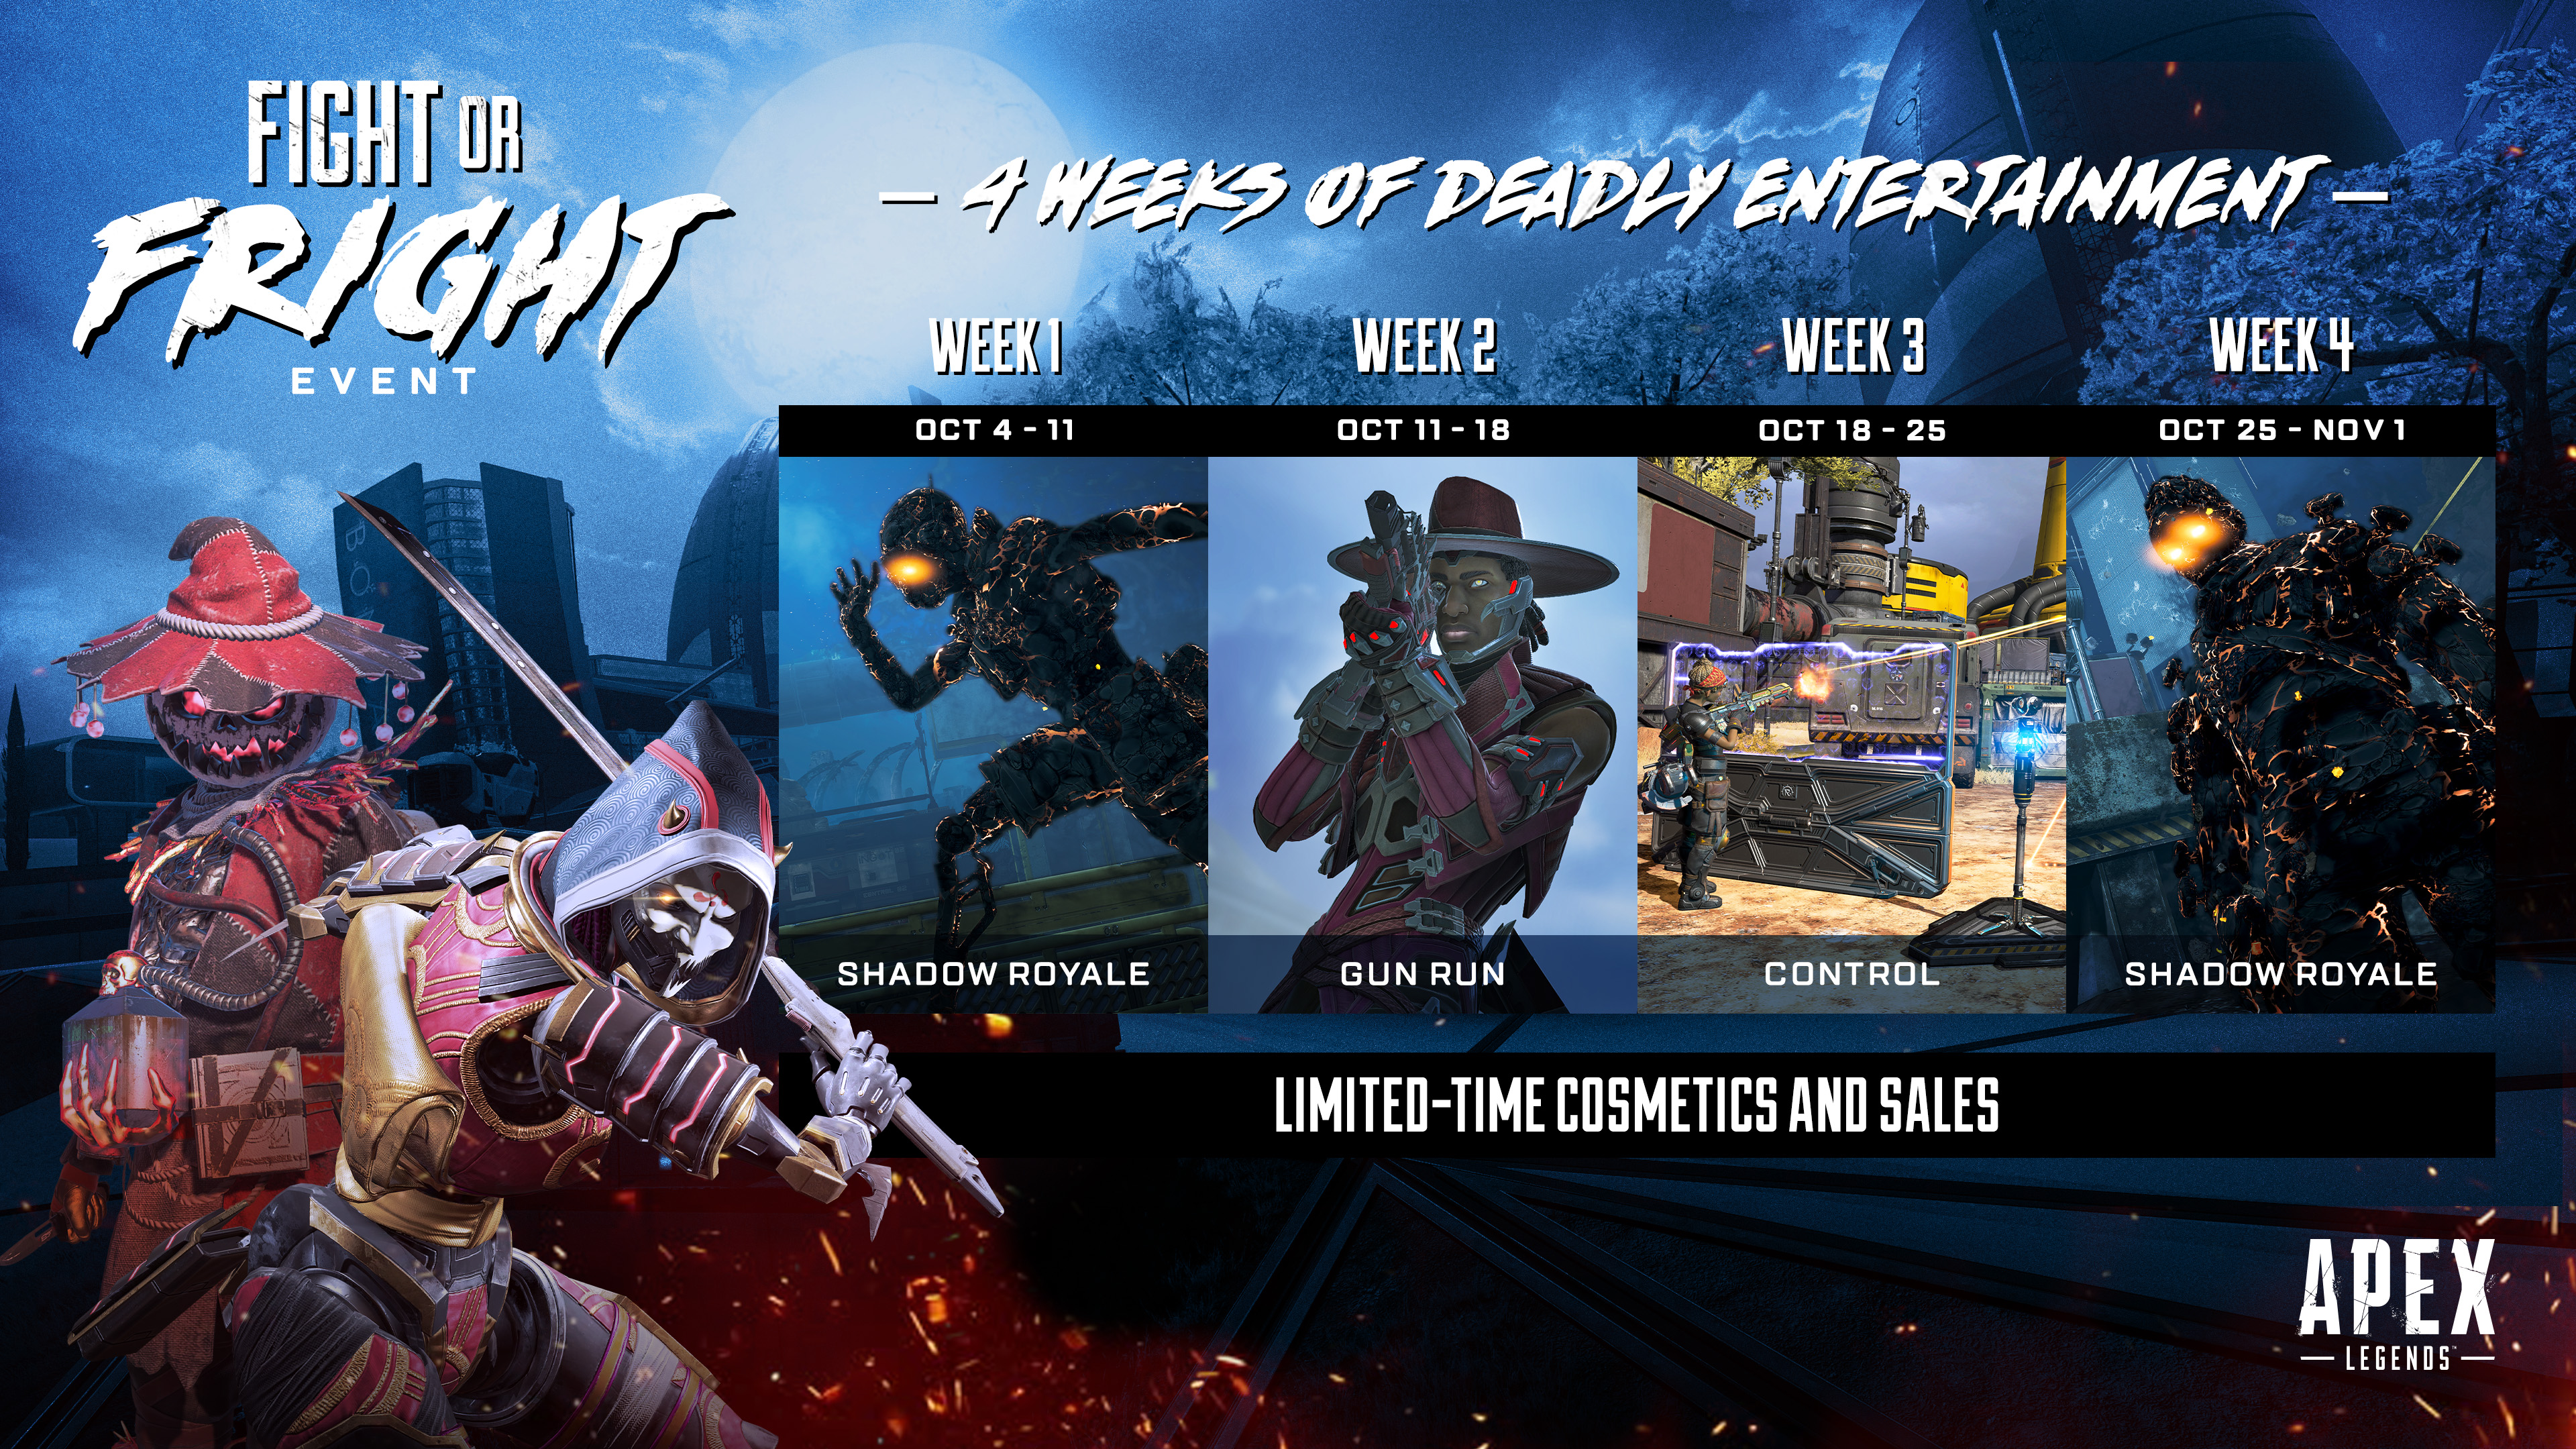 FIGHT OR
FRIGHT
EVENT
— 4 WEEKS OF DEADLY ENTERTAINMENT —
WEEK 1
WEEK 2
WEEK 3
WEEK 4
OCT 4 - 11
OCT 11 - 18
OCT 18 - 25
OCT 25 - NOV 1
SHADOW ROYALE
GUN RUN
CONTROL
SHADOW ROYALE
LIMITED-TIME COSMETICS AND SALES
APEX
— LEGENDS™ —